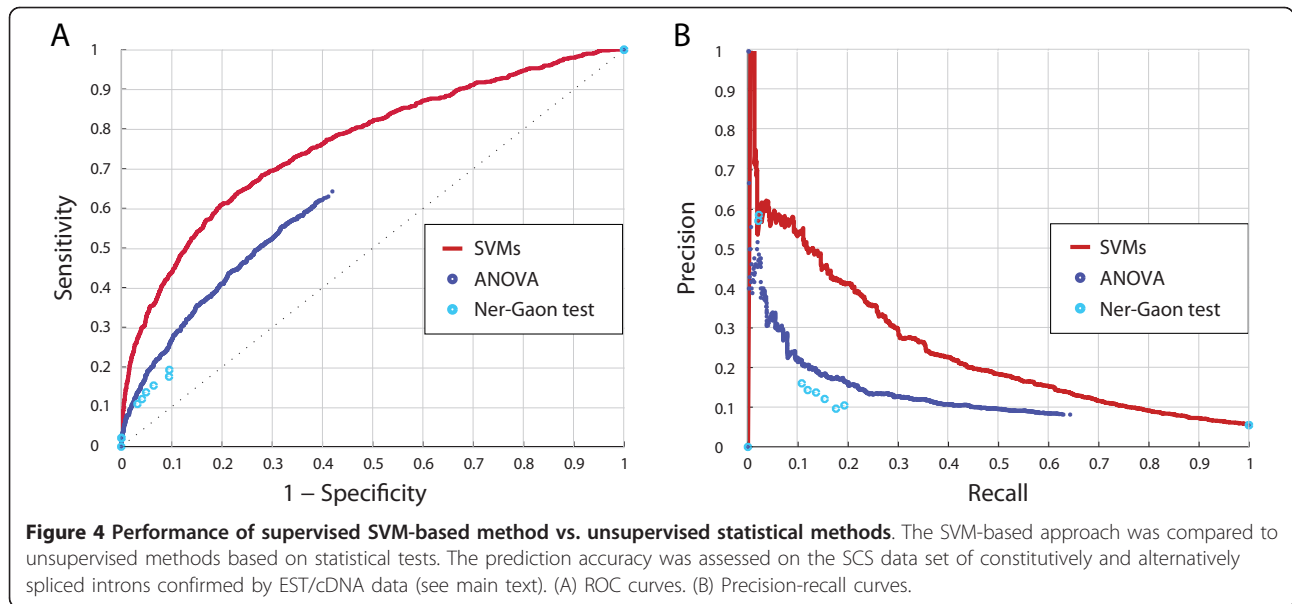 A
1
0.9
0.8
0.7
0.6
0.5
0.4
0.3
0.2
0.1
0
Sensitivity
0 0.1 0.2 0.3 0.4 0.5 0.6 0.7 0.8 0.9 1
1 – Specificity
SVMs
ANOVA
Ner-Gaon test
B
1
0.9
0.8
0.7
0.6
0.5
0.4
0.3
0.2
0.1
0
Precision
0 0.1 0.2 0.3 0.4 0.5 0.6 0.7 0.8 0.9 1
Recall
SVMs
ANOVA
Ner-Gaon test
Figure 4 Performance of supervised SVM-based method vs. unsupervised statistical methods. The SVM-based approach was compared to
unsupervised methods based on statistical tests. The prediction accuracy was assessed on the SCS data set of constitutively and alternatively
spliced introns confirmed by EST/cDNA data (see main text). (A) ROC curves. (B) Precision-recall curves.